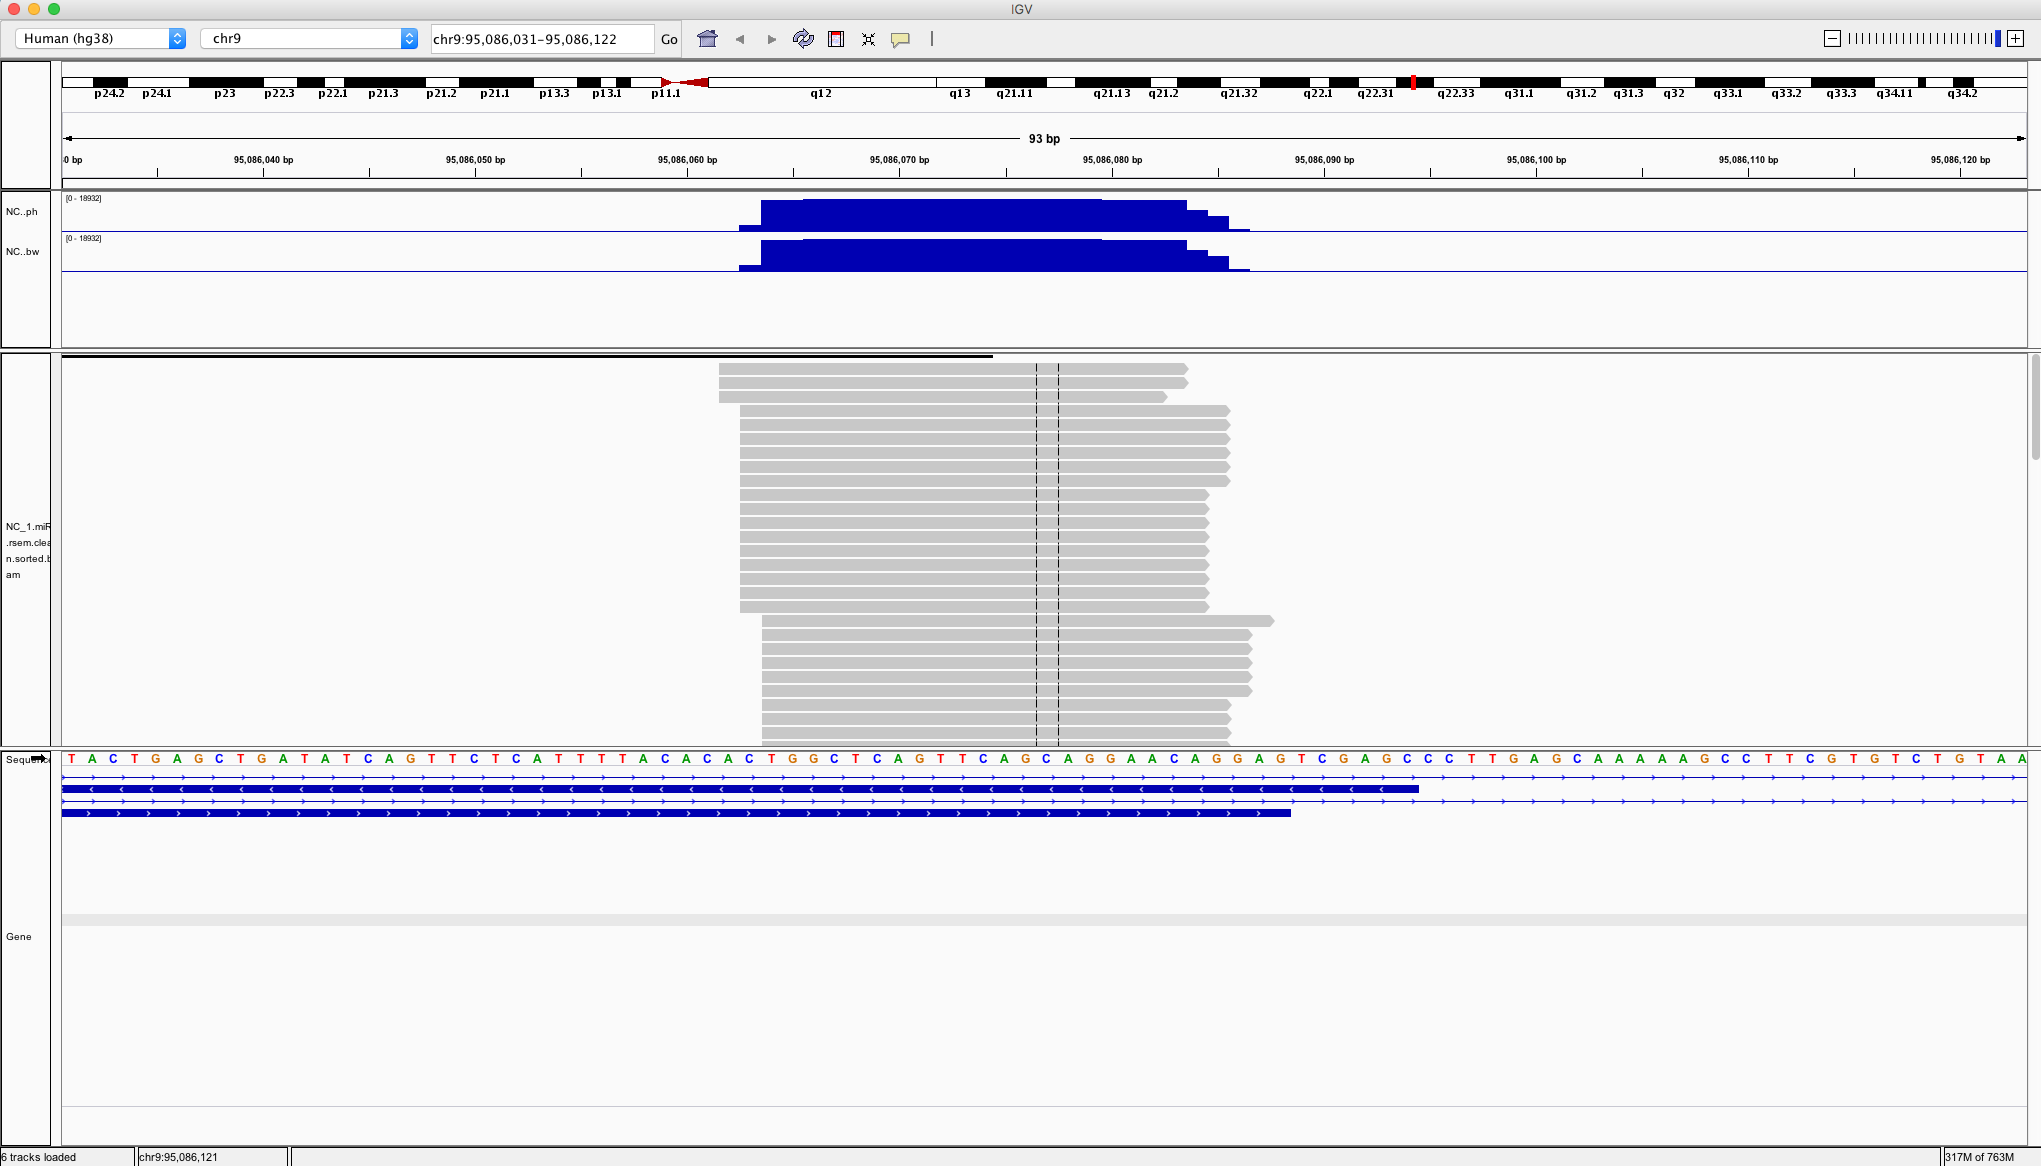 IGV
Human (hg38) chr9 chr9:95,086,031-95,086,122 Go
p24.2 p24.1 p23 p22.3 p22.1 p21.3 p21.2 p21.1 p13.3 p13.1 p11.1 q12 q13 q21.11 q21.13 q21.2 q21.32 q22.1 q22.31 q22.33 q31.1 q31.2 q31.3 q32 q33.1 q33.2 q33.3 q34.11 q34.2
93 bp
0 bp 95,086,040 bp 95,086,050 bp 95,086,060 bp 95,086,070 bp 95,086,080 bp 95,086,090 bp 95,086,100 bp 95,086,110 bp 95,086,120 bp
[0 - 18932]
NC..ph
[0 - 18932]
NC..bw
NC_1.miR
.rsem.clea
n.sorted.b
am
Sequence T A C T G A G C T G A T A T C A G T T C T C A T T T T A C A C A C T G G C T C A G T T C A G C A G G A A C A G G A G T C G A G C C C T T G A G C A A A A A G C C T T C G T G T C T G T A A
Gene
6 tracks loaded chr9:95,086,121 317M of 763M